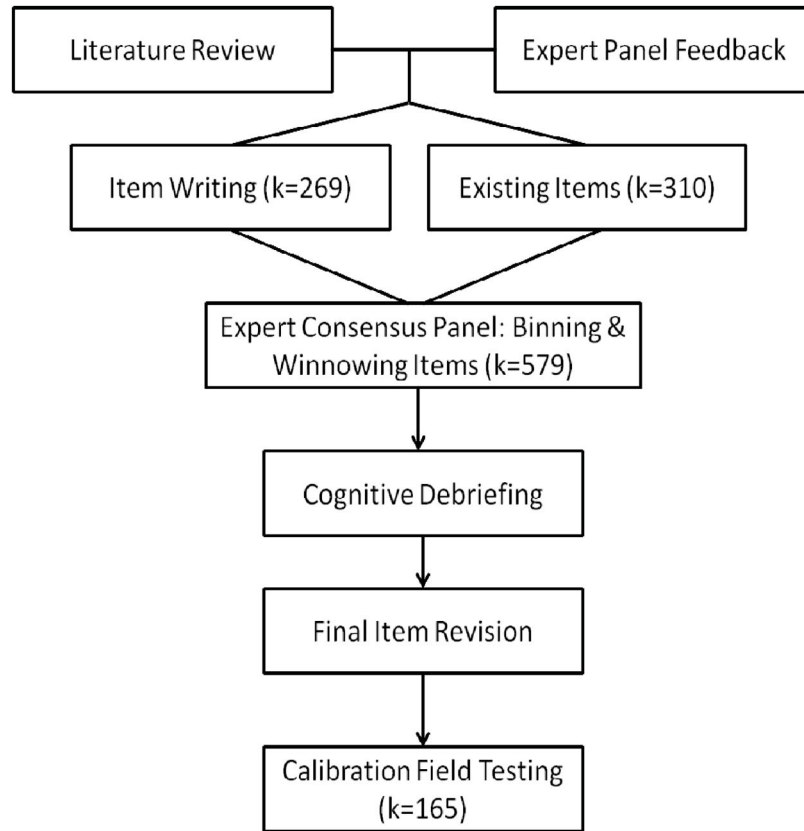 Literature Review
Expert Panel Feedback
Item Writing (k=269)
Existing Items (k=310)
Expert Consensus Panel: Binning &
Winnowing Items (k=579)
Cognitive Debriefing
Final Item Revision
Calibration Field Testing
(k=165)